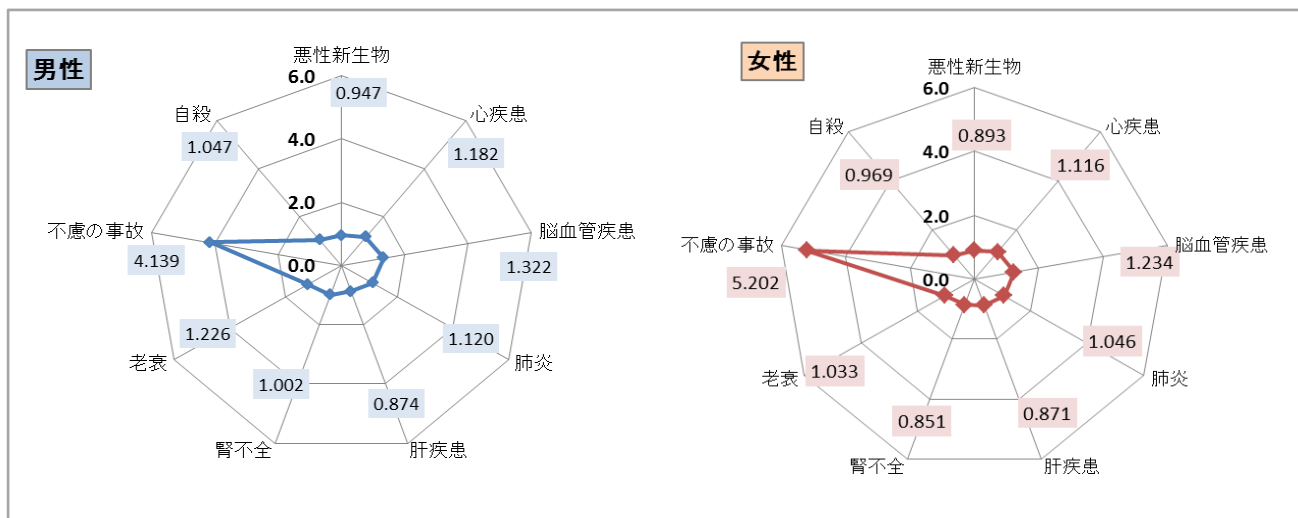 男性
悪性新生物
6.0
0.947
自殺
心疾患
1.047
1.182
4.0
2.0
不慮の事故
脳血管疾患
4.139
1.322
0.0
1.226
1.120
老衰
肺炎
1.002
0.874
腎不全
肝疾患
女性
悪性新生物
6.0
0.893
自殺
心疾患
4.0
0.969
1.116
2.0
不慮の事故
脳血管疾患
5.202
1.234
0.0
1.033
1.046
老衰
肺炎
0.851
0.871
腎不全
肝疾患